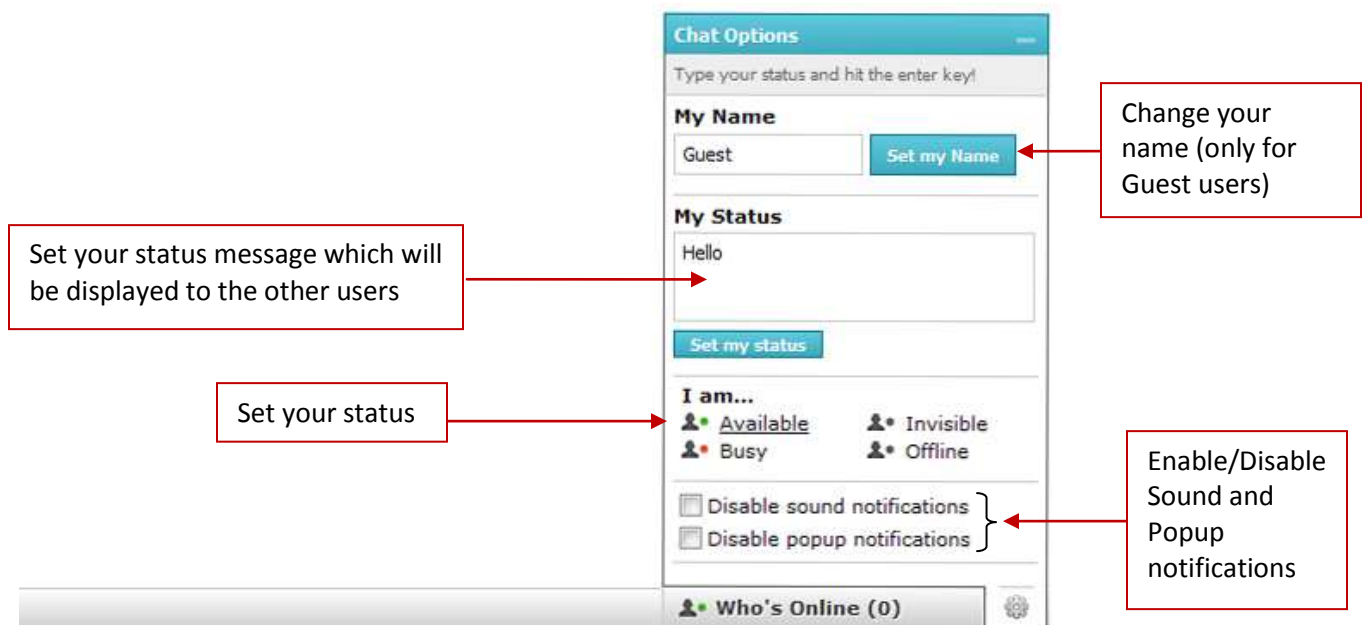 Chat Options
Type your status and hit the enter key!
My Name
Guest
Set my Name
Change your
name (only for
Guest users)
My Status
Hello
Set your status message which will
be displayed to the other users
Set my status
Set your status
I am...
Available
Invisible
Busy
Offline
Disable sound notifications
Disable popup notifications
Enable/Disable
Sound and
Popup
notifications
Who's Online (0)